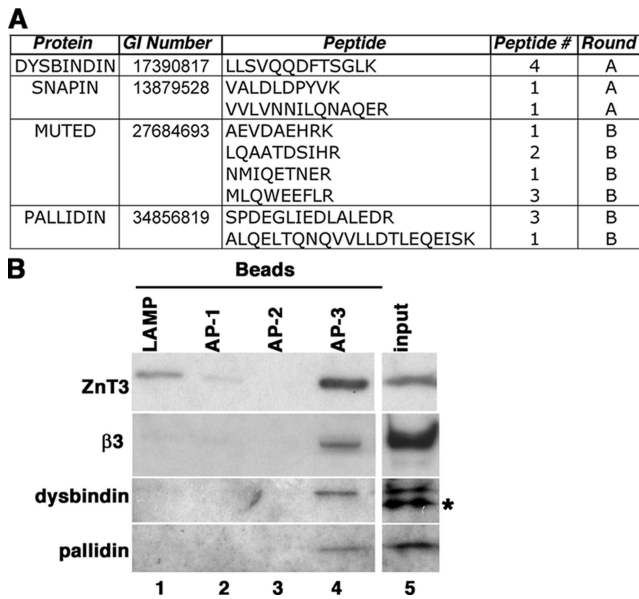 A
Protein GI Number Peptide Peptide # Round
DYSBINDIN 17390817 LLSVQQDFTSGLK 4 A
SNAPIN 13879528 VALDLDPYVK 1 A
VVLVNNILQNAQER 1 A
MUTED 27684693 AEVDAEHRK 1 B
LQAATDSIHR 2 B
NMIQETNER 1 B
MLQWEEFLR 3 B
PALLIDIN 34856819 SPDEGLIEDLALEDR 3 B
ALQELTQNQVVLLDTLEQEISK 1 B
B
Beads
LAMP AP-1 AP-2 AP-3 input
ZnT3
β3
dysbindin *
pallidin
1 2 3 4 5